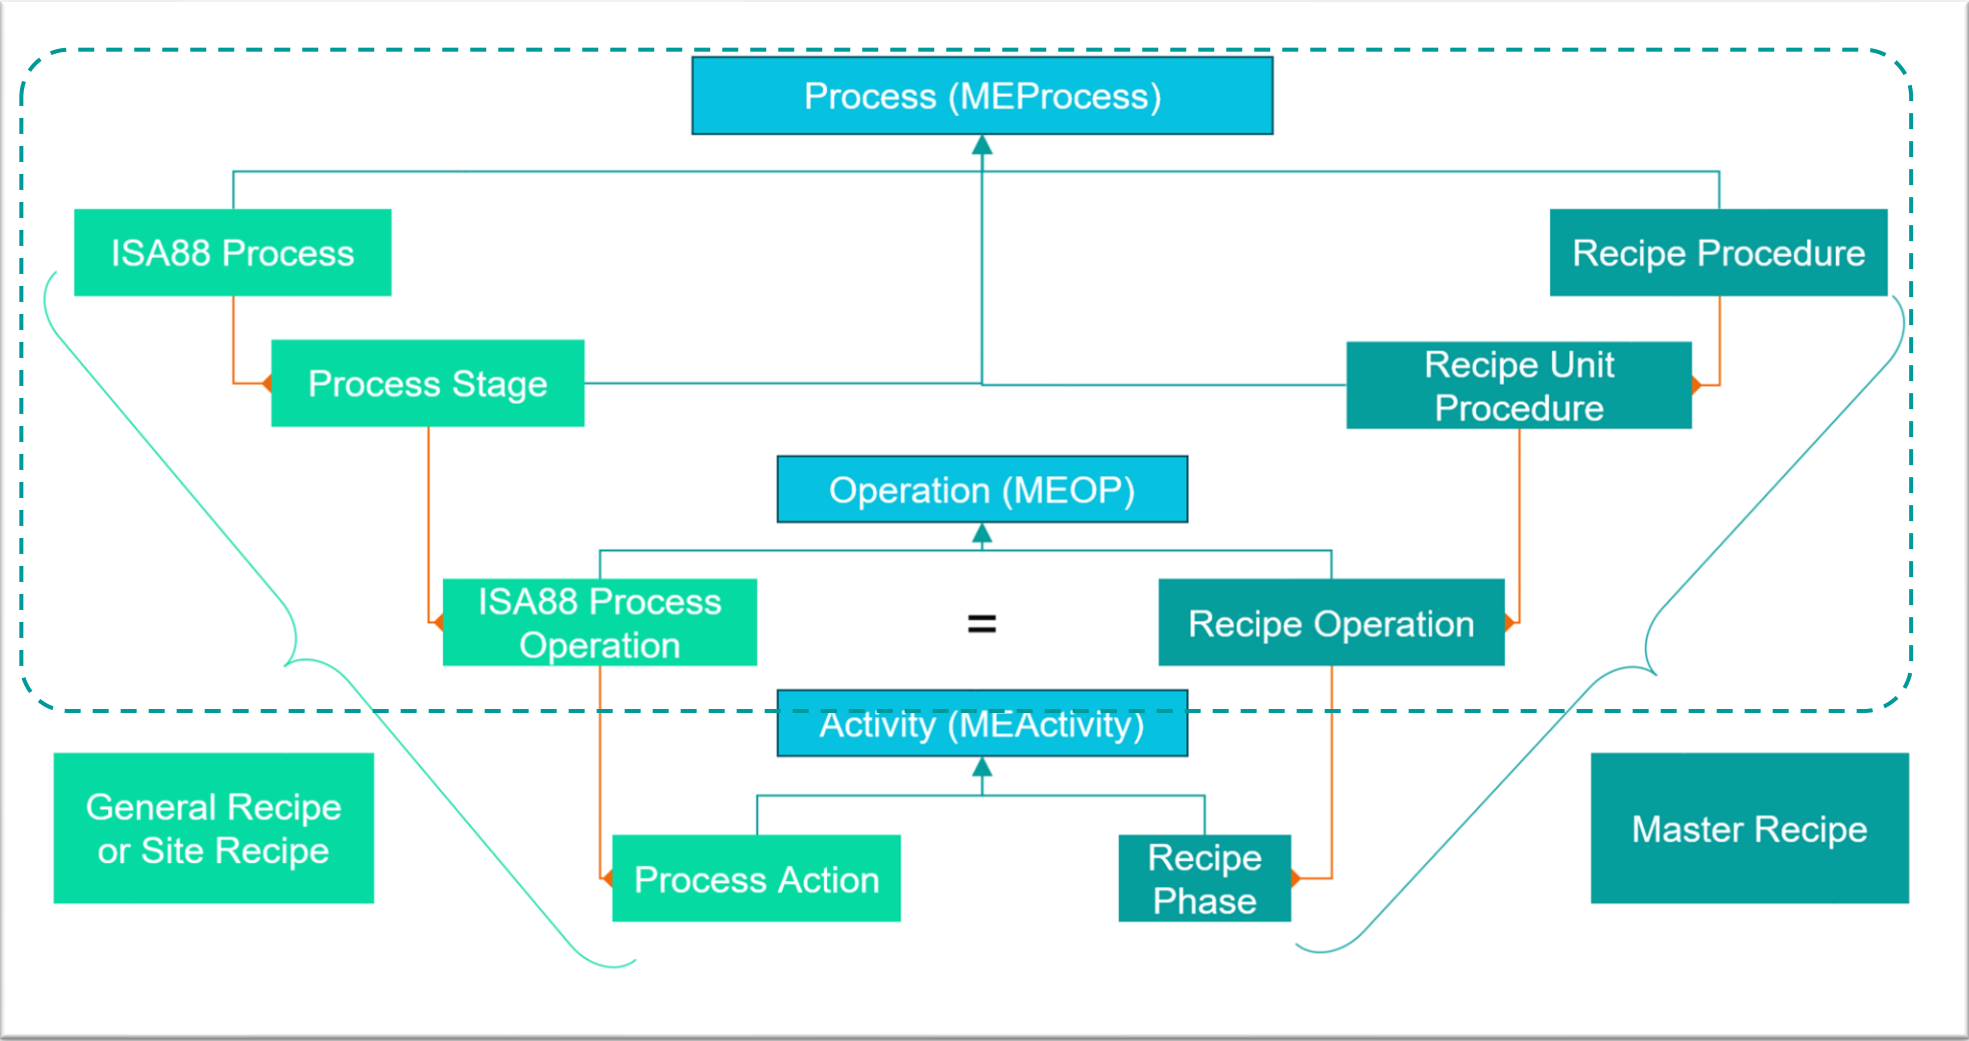 Process (MEProcess)
ISA88 Process
Recipe Procedure
Process Stage
Recipe Unit
Procedure
Operation (MEOP)
ISA88 Process
Operation
=
Recipe Operation
Activity (MEActivity)
General Recipe
or Site Recipe
Master Recipe
Process Action
Recipe
Phase